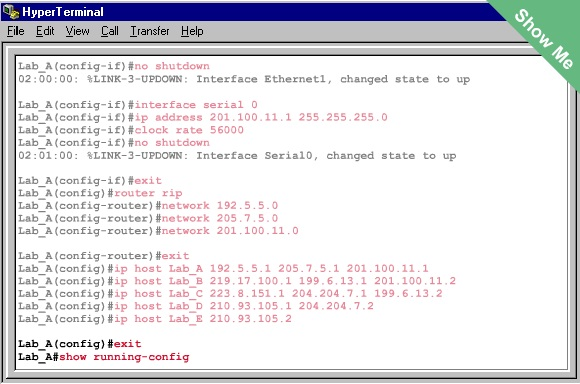 HyperTerminal
Show Me
File Edit View Call Transfer Help
Lab_A(config-if)#no shutdown
02:00:00: %LINK-3-UPDOWN: Interface Ethernet1, changed state to up
Lab_A(config-if)#interface serial 0
Lab_A(config-if)#ip address 201.100.11.1 255.255.255.0
Lab_A(config-if)#clock rate 56000
Lab_A(config-if)#no shutdown
02:01:00: %LINK-3-UPDOWN: Interface Serial0, changed state to up
Lab_A(config-if)#exit
Lab_A(config)#router rip
Lab_A(config-router)#network 192.5.5.0
Lab_A(config-router)#network 205.7.5.0
Lab_A(config-router)#network 201.100.11.0
Lab_A(config-router)#exit
Lab_A(config)#ip host Lab_A 192.5.5.1 205.7.5.1 201.100.11.1
Lab_A(config)#ip host Lab_B 219.17.100.1 199.6.13.1 201.100.11.2
Lab_A(config)#ip host Lab_C 223.8.151.1 204.204.7.1 199.6.13.2
Lab_A(config)#ip host Lab_D 210.93.105.1 204.204.7.2
Lab_A(config)#ip host Lab_E 210.93.105.2
Lab_A(config)#exit
Lab_A#show running-config